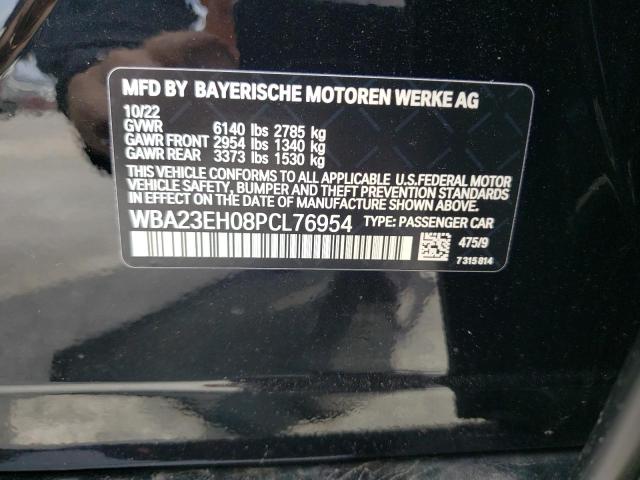 MFD BY BAYERISCHE MOTOREN WERKE AG
10/22
GVWR 6140 lbs 2785 kg
GAWR FRONT 2954 lbs 1340 kg
GAWR REAR 3373 lbs 1530 kg
THIS VEHICLE CONFORMS TO ALL APPLICABLE U.S.FEDERAL MOTOR
VEHICLE SAFETY, BUMPER AND THEFT PREVENTION STANDARDS
IN EFFECT ON THE DATE OF MANUFACTURE SHOWN ABOVE.
WBA23EH08PCL76954 TYPE: PASSENGER CAR
475/9
7315814